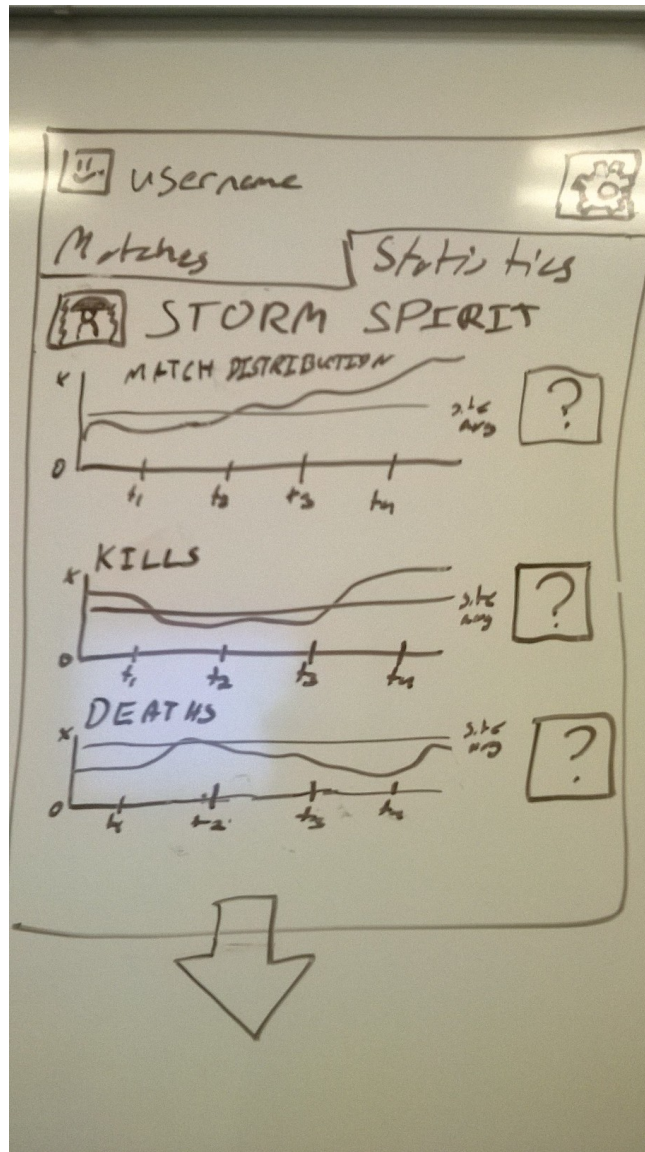 username
Matches Statistics
STORM SPIRIT
MATCH DISTRIBUTION
x
site avg
?
0
t1 t2 t3 t4
KILLS
x
site avg
?
0
t1 t2 t3 t4
DEATHS
x
site avg
?
0
t1 t2 t3 t4